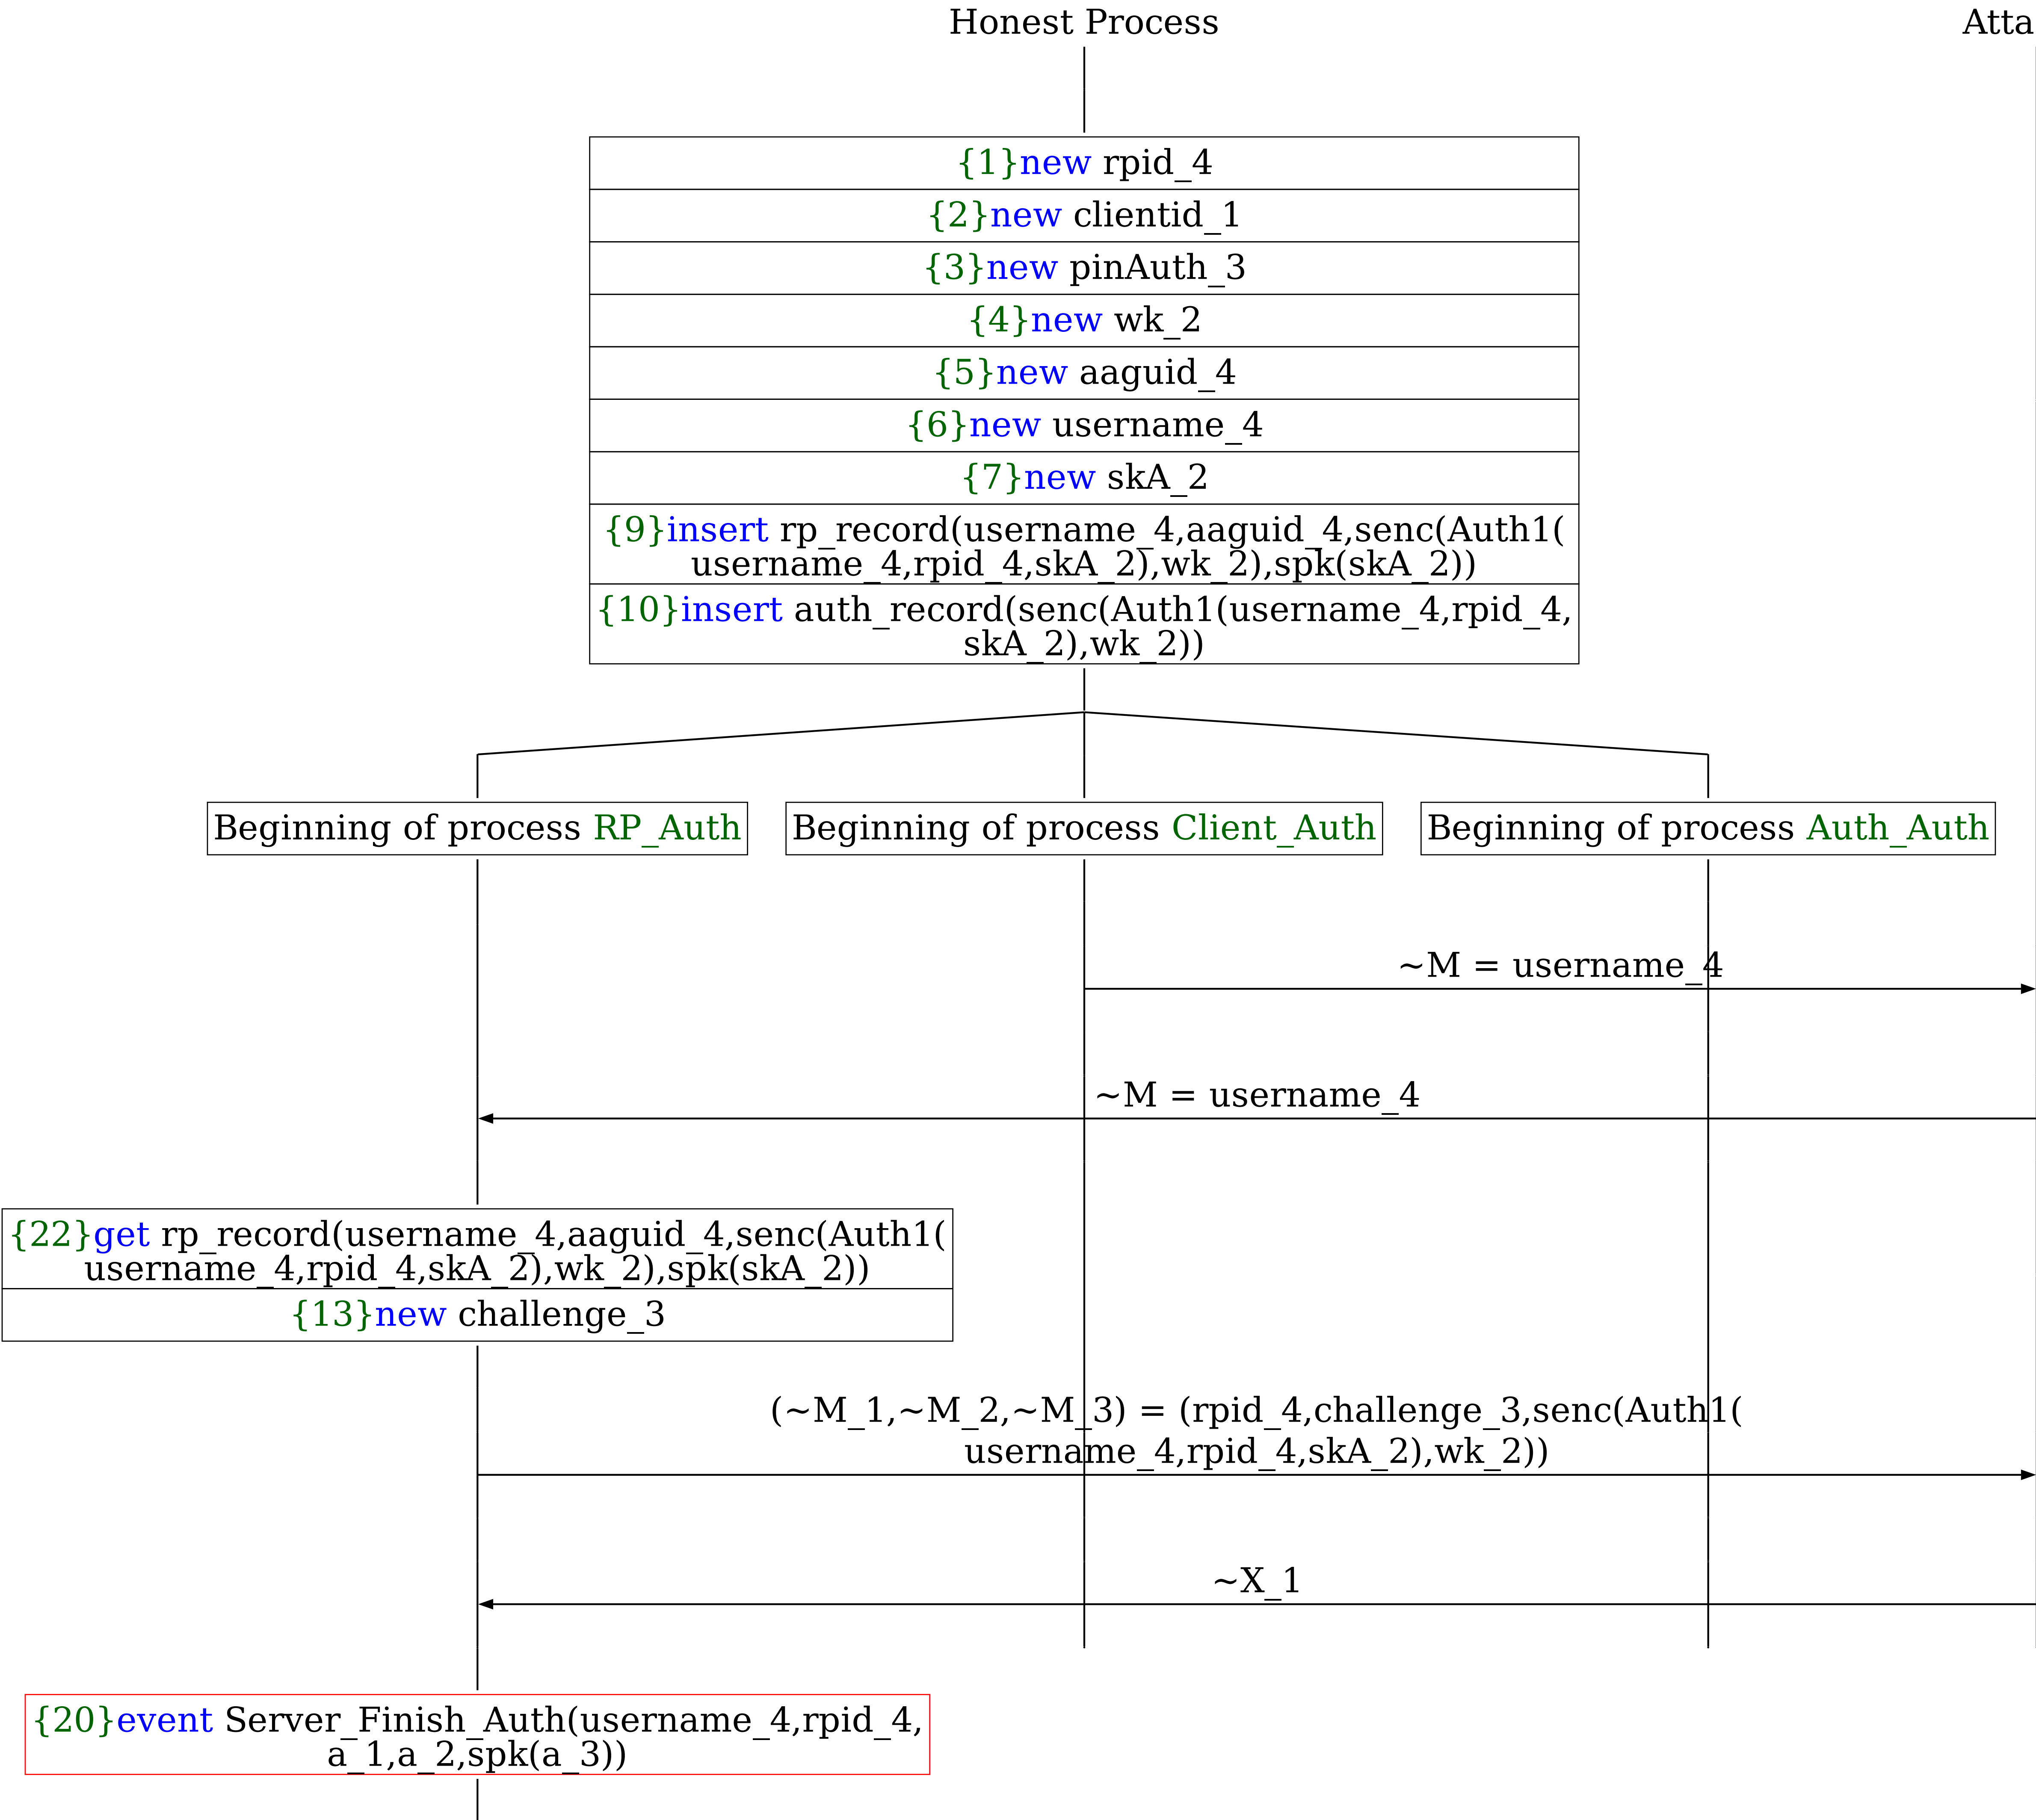 Honest Process
Atta
{1}new rpid_4
{2}new clientid_1
{3}new pinAuth_3
{4}new wk_2
{5}new aaguid_4
{6}new username_4
{7}new skA_2
{9}insert rp_record(username_4,aaguid_4,senc(Auth1(
username_4,rpid_4,skA_2),wk_2),spk(skA_2))
{10}insert auth_record(senc(Auth1(username_4,rpid_4,
skA_2),wk_2))
Beginning of process RP_Auth
Beginning of process Client_Auth
Beginning of process Auth_Auth
~M = username_4
~M = username_4
{22}get rp_record(username_4,aaguid_4,senc(Auth1(
username_4,rpid_4,skA_2),wk_2),spk(skA_2))
{13}new challenge_3
(~M_1,~M_2,~M_3) = (rpid_4,challenge_3,senc(Auth1(
username_4,rpid_4,skA_2),wk_2))
~X_1
{20}event Server_Finish_Auth(username_4,rpid_4,
a_1,a_2,spk(a_3))